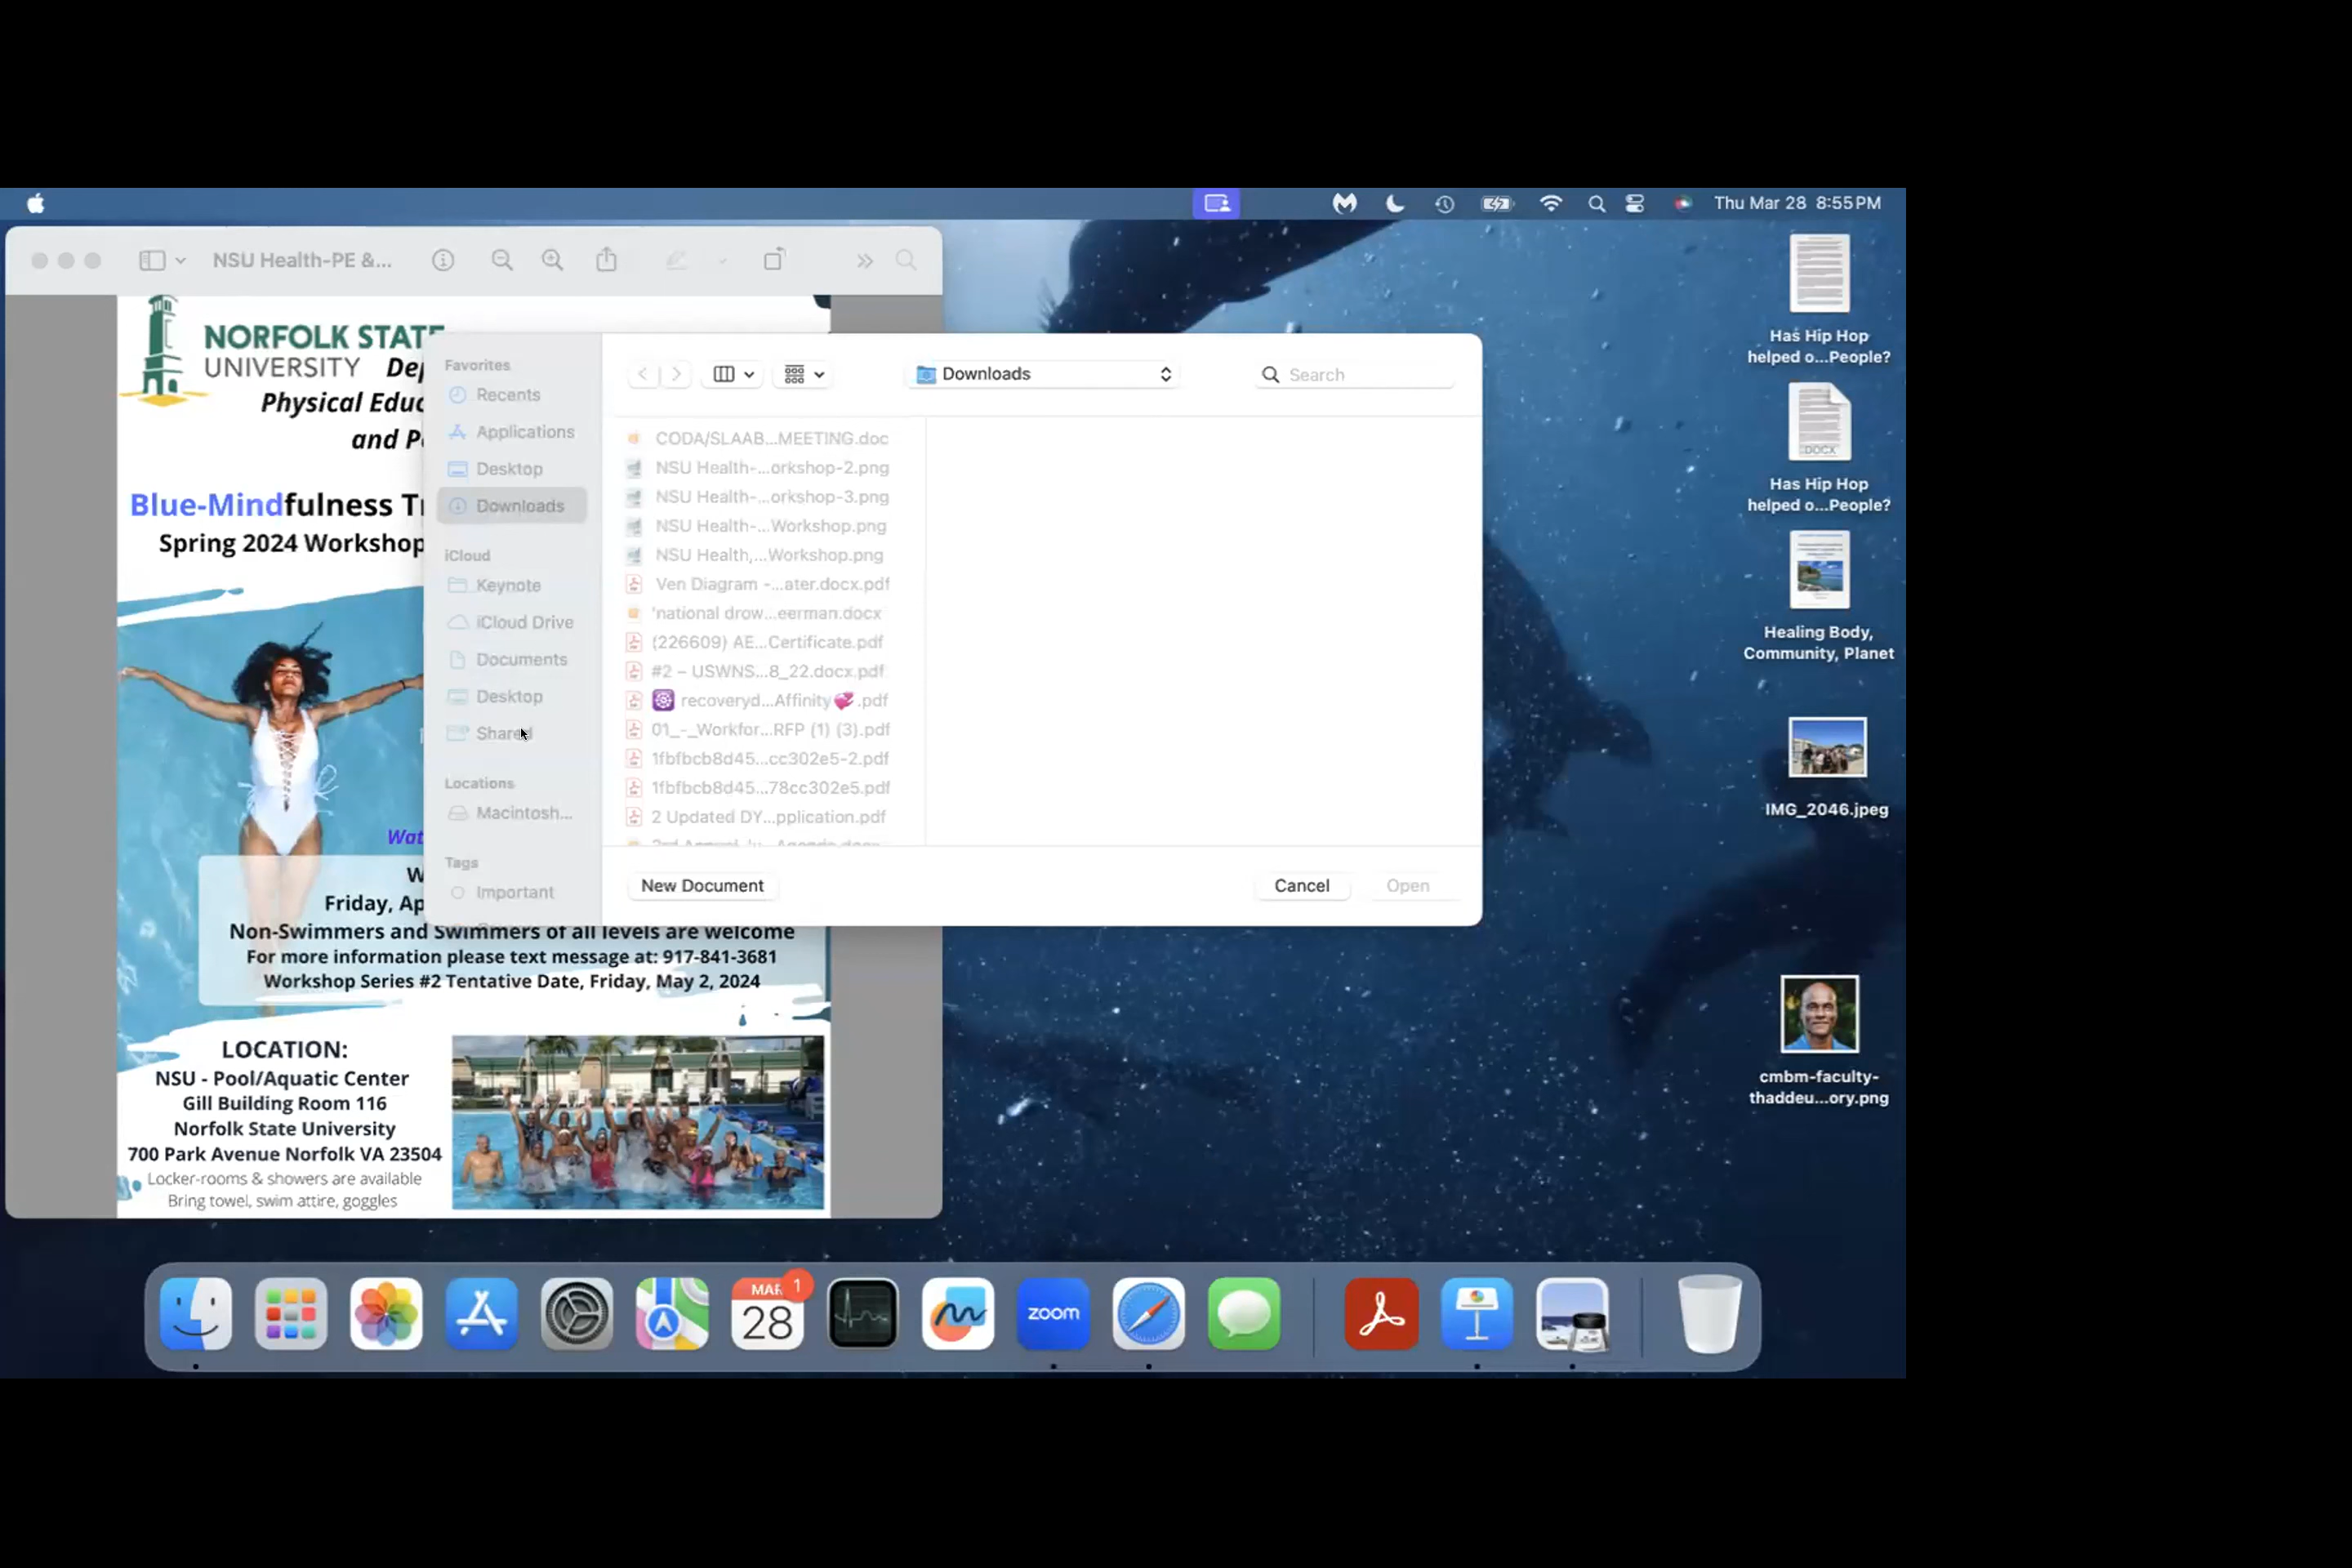 Thu Mar 28 8:55 PM
NSU Health-PE &...
NORFOLK STATE
UNIVERSITY
Physical Educ
and P
Blue-Mindfulness T
Spring 2024 Workshop
Wat
W
Friday, Ap
Non-Swimmers and Swimmers of all levels are welcome
For more information please text message at: 917-841-3681
Workshop Series #2 Tentative Date, Friday, May 2, 2024
LOCATION:
NSU - Pool/Aquatic Center
Gill Building Room 116
Norfolk State University
700 Park Avenue Norfolk VA 23504
Locker-rooms & showers are available
Bring towel, swim attire, goggles
Favorites
Recents
Applications
Desktop
Downloads
iCloud
Keynote
iCloud Drive
Documents
Desktop
Shared
Locations
Macintosh...
Tags
Important
Downloads
Search
CODA/SLAAB...MEETING.doc
NSU Health-...orkshop-2.png
NSU Health-...orkshop-3.png
NSU Health-...Workshop.png
NSU Health,...Workshop.png
Ven Diagram -...ater.docx.pdf
'national drow...eerman.docx
(226609) AE...Certificate.pdf
#2 – USWNS...8_22.docx.pdf
recoveryd...Affinity💞.pdf
01_-_Workfor...RFP (1) (3).pdf
1fbfbcb8d45...cc302e5-2.pdf
1fbfbcb8d45...78cc302e5.pdf
2 Updated DY...pplication.pdf
New Document
Cancel
Open
Has Hip Hop
helped o...People?
DOCX
Has Hip Hop
helped o...People?
Healing Body,
Community, Planet
IMG_2046.jpeg
cmbm-faculty-
thaddeu...ory.png
MAR
1
28
zoom